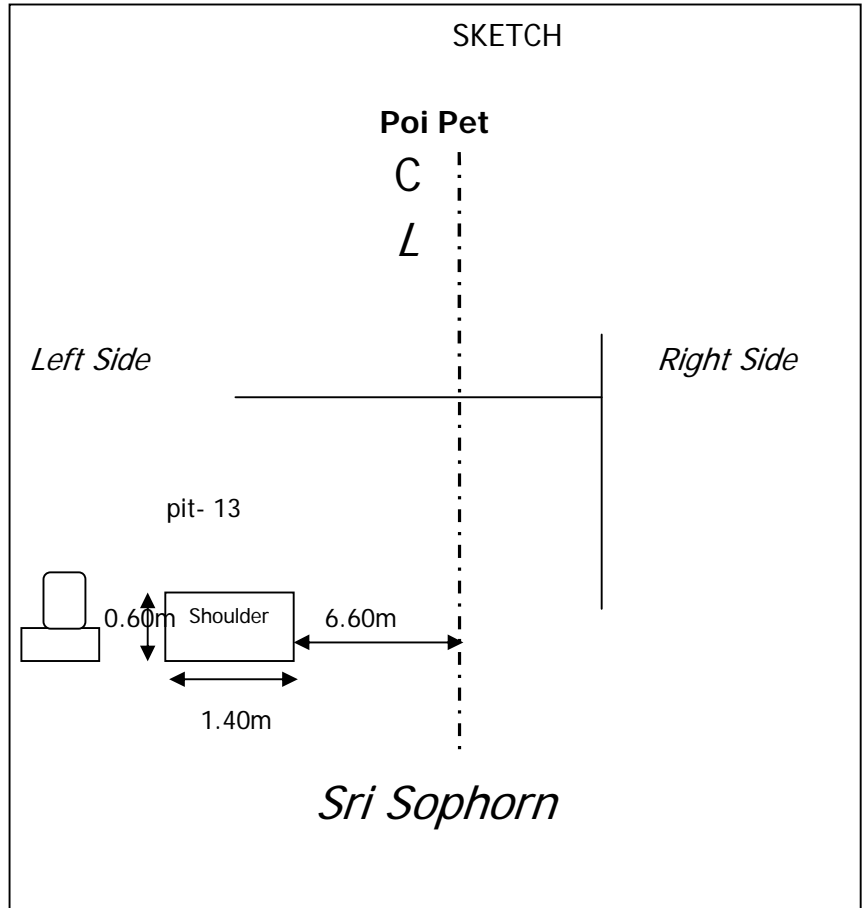 SKETCH
Poi Pet
C
L
Left Side
Right Side
pit- 13
0.60m
Shoulder
6.60m
1.40m
Sri Sophorn